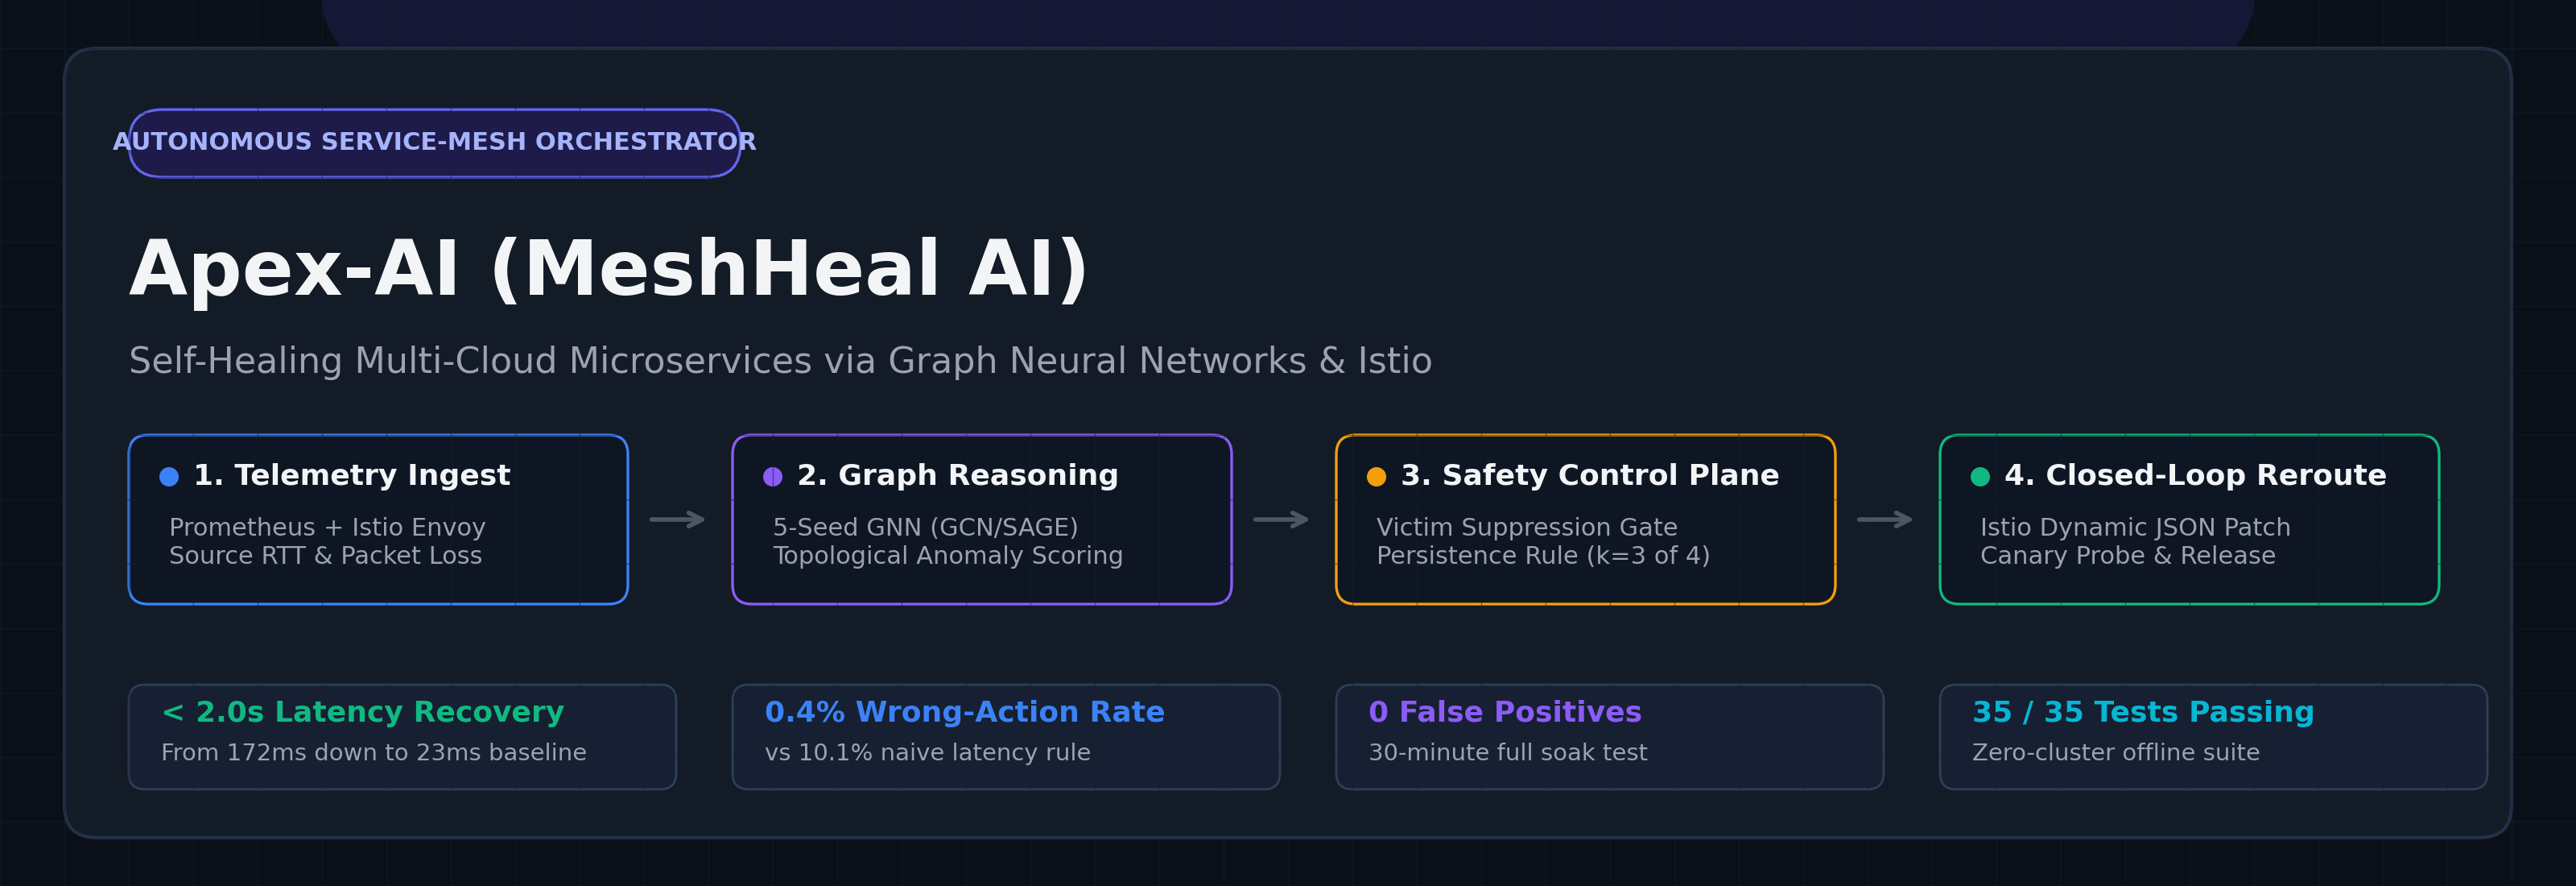 AUTONOMOUS SERVICE-MESH ORCHESTRATOR
Apex-AI (MeshHeal AI)
Self-Healing Multi-Cloud Microservices via Graph Neural Networks & Istio
1. Telemetry Ingest
Prometheus + Istio Envoy
Source RTT & Packet Loss
2. Graph Reasoning
5-Seed GNN (GCN/SAGE)
Topological Anomaly Scoring
3. Safety Control Plane
Victim Suppression Gate
Persistence Rule (k=3 of 4)
4. Closed-Loop Reroute
Istio Dynamic JSON Patch
Canary Probe & Release
< 2.0s Latency Recovery
From 172ms down to 23ms baseline
0.4% Wrong-Action Rate
vs 10.1% naive latency rule
0 False Positives
30-minute full soak test
35 / 35 Tests Passing
Zero-cluster offline suite